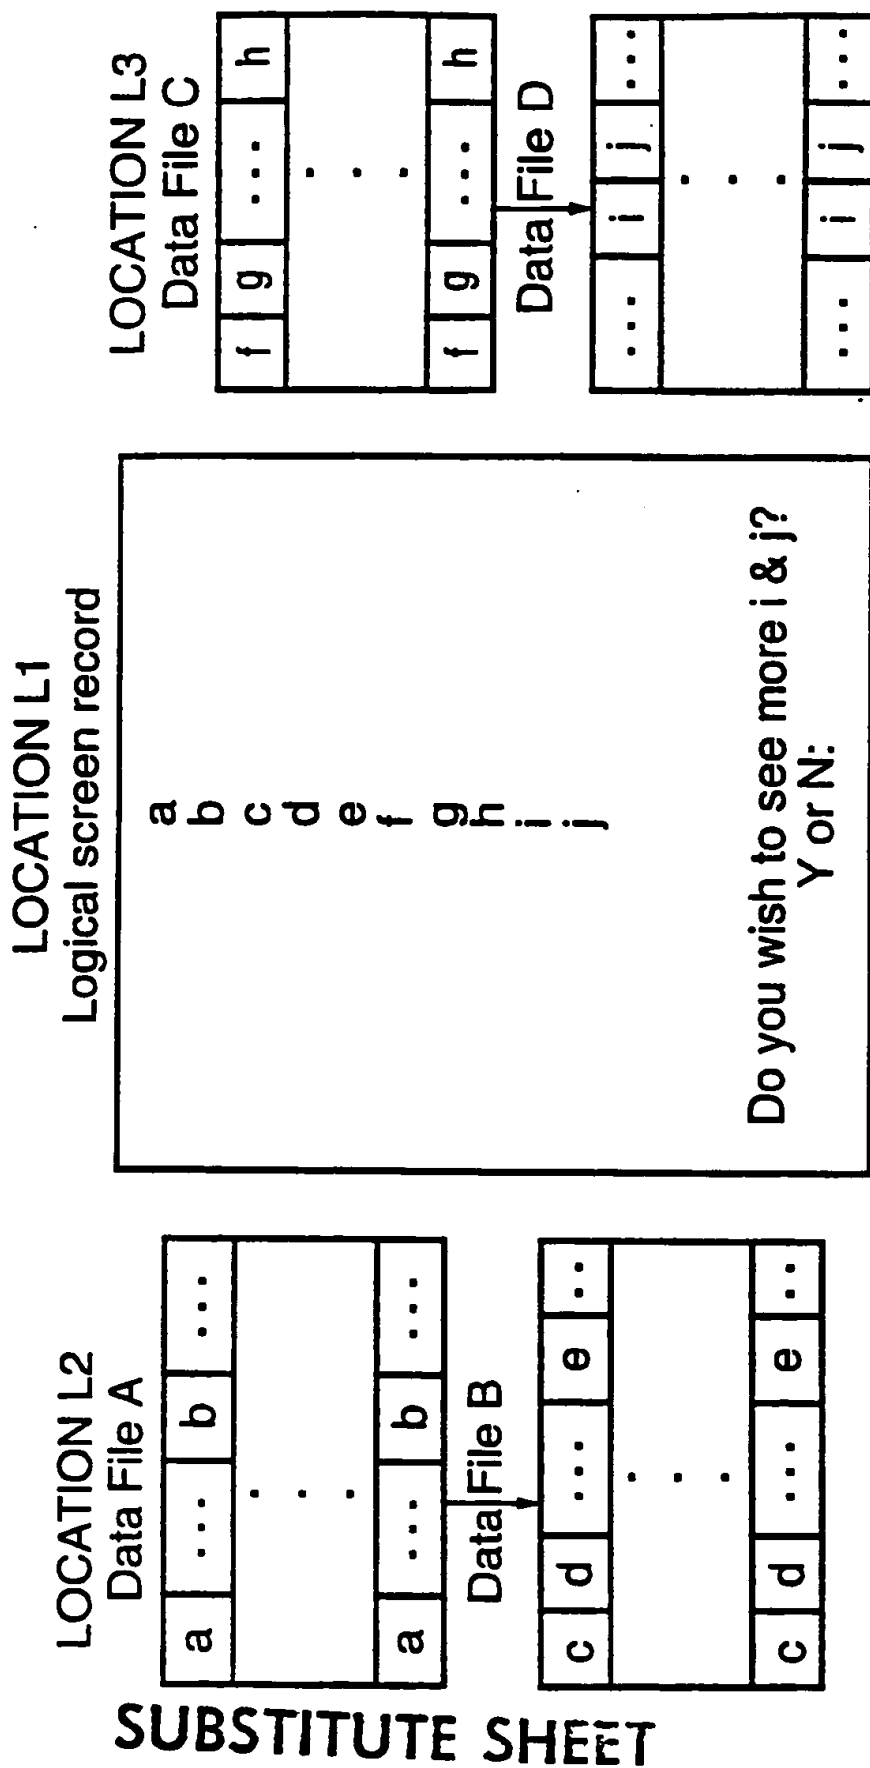 LOCATION L2
Data File A
a ... b ...
. . .
a ... b ...
Data File B
c d ... e ..
. . .
c d ... e ..
LOCATION L1
Logical screen record
a
b
c
d
e
f
g
h
i
j
Do you wish to see more i & j?
Y or N:
LOCATION L3
Data File C
f g ... h
. . .
f g ... h
Data File D
... i j ...
. . .
... i j ...
SUBSTITUTE SHEET